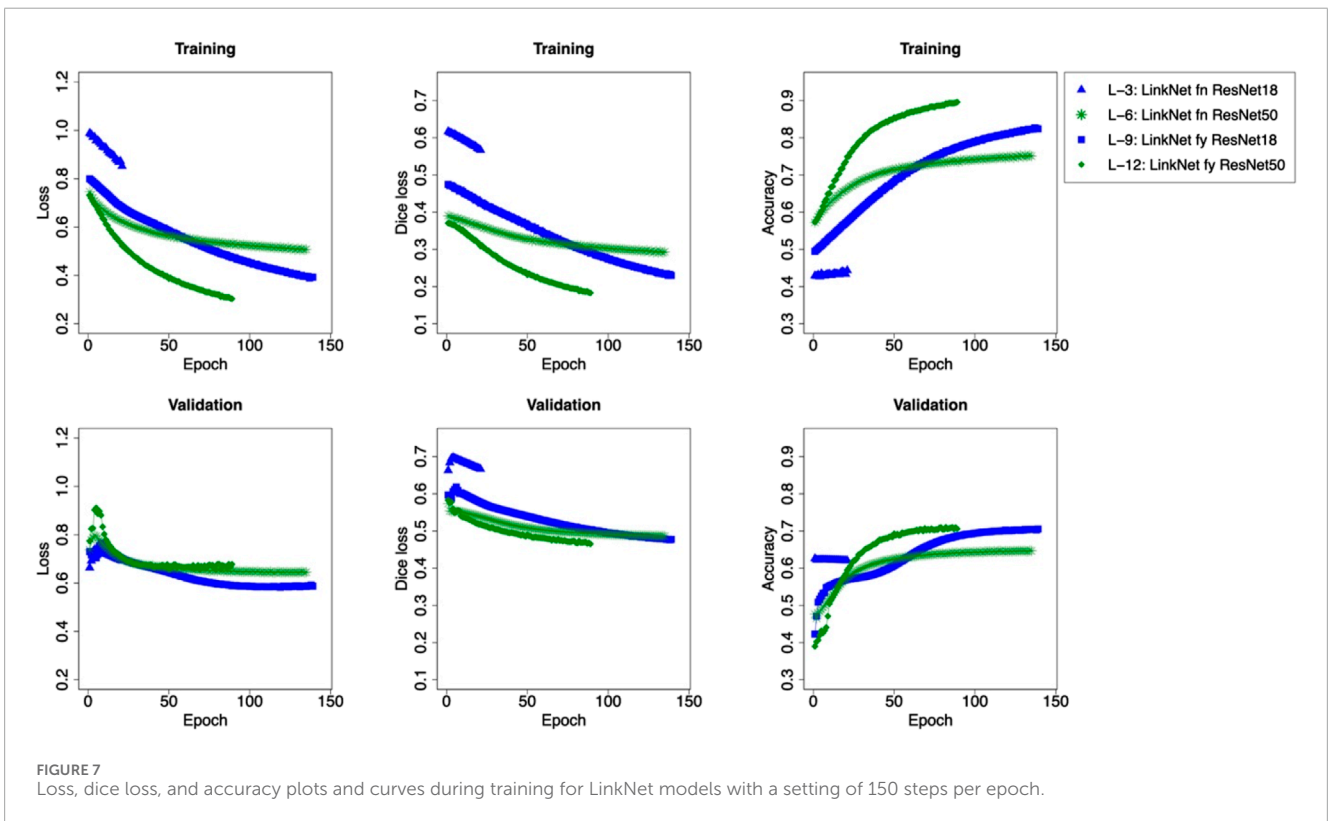 Training
Loss
0.2 0.4 0.6 0.8 1.0 1.2
0 50 100 150
Epoch
Training
Dice loss
0.1 0.2 0.3 0.4 0.5 0.6 0.7
0 50 100 150
Epoch
Training
Accuracy
0.3 0.4 0.5 0.6 0.7 0.8 0.9
0 50 100 150
Epoch
L-3: LinkNet fn ResNet18
L-6: LinkNet fn ResNet50
L-9: LinkNet fy ResNet18
L-12: LinkNet fy ResNet50
Validation
Loss
0.2 0.4 0.6 0.8 1.0 1.2
0 50 100 150
Epoch
Validation
Dice loss
0.1 0.2 0.3 0.4 0.5 0.6 0.7
0 50 100 150
Epoch
Validation
Accuracy
0.3 0.4 0.5 0.6 0.7 0.8 0.9
0 50 100 150
Epoch
FIGURE 7
Loss, dice loss, and accuracy plots and curves during training for LinkNet models with a setting of 150 steps per epoch.